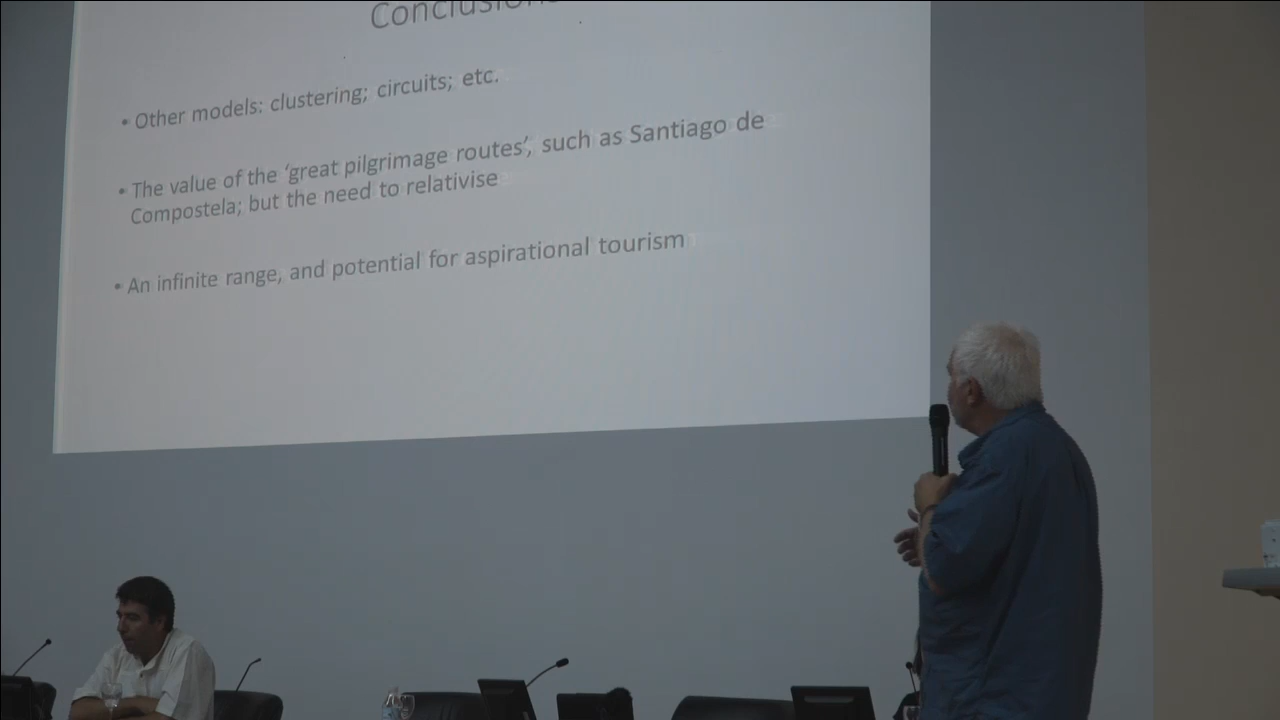 Conclusions
• Other models: clustering; circuits; etc.
• The value of the ‘great pilgrimage routes’, such as Santiago de
Compostela; but the need to relativise
• An infinite range, and potential for aspirational tourism